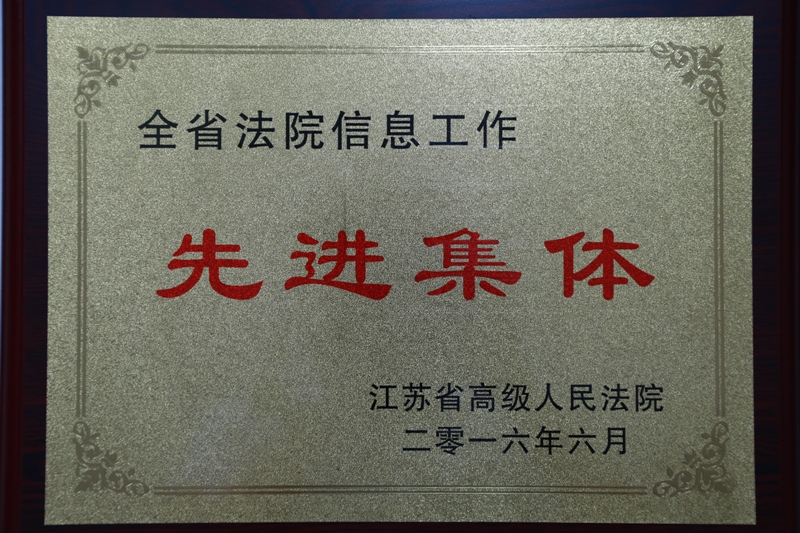 全省法院信息工作
先进集体
江苏省高级人民法院
二零一六年六月